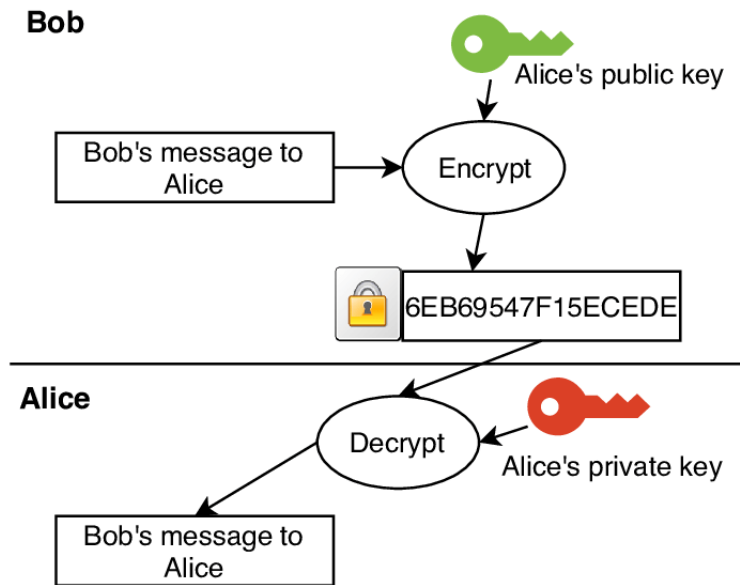 Bob
Alice's public key
Bob's message to
Alice
Encrypt
6EB69547F15ECEDE
Alice
Decrypt
Alice's private key
Bob's message to
Alice